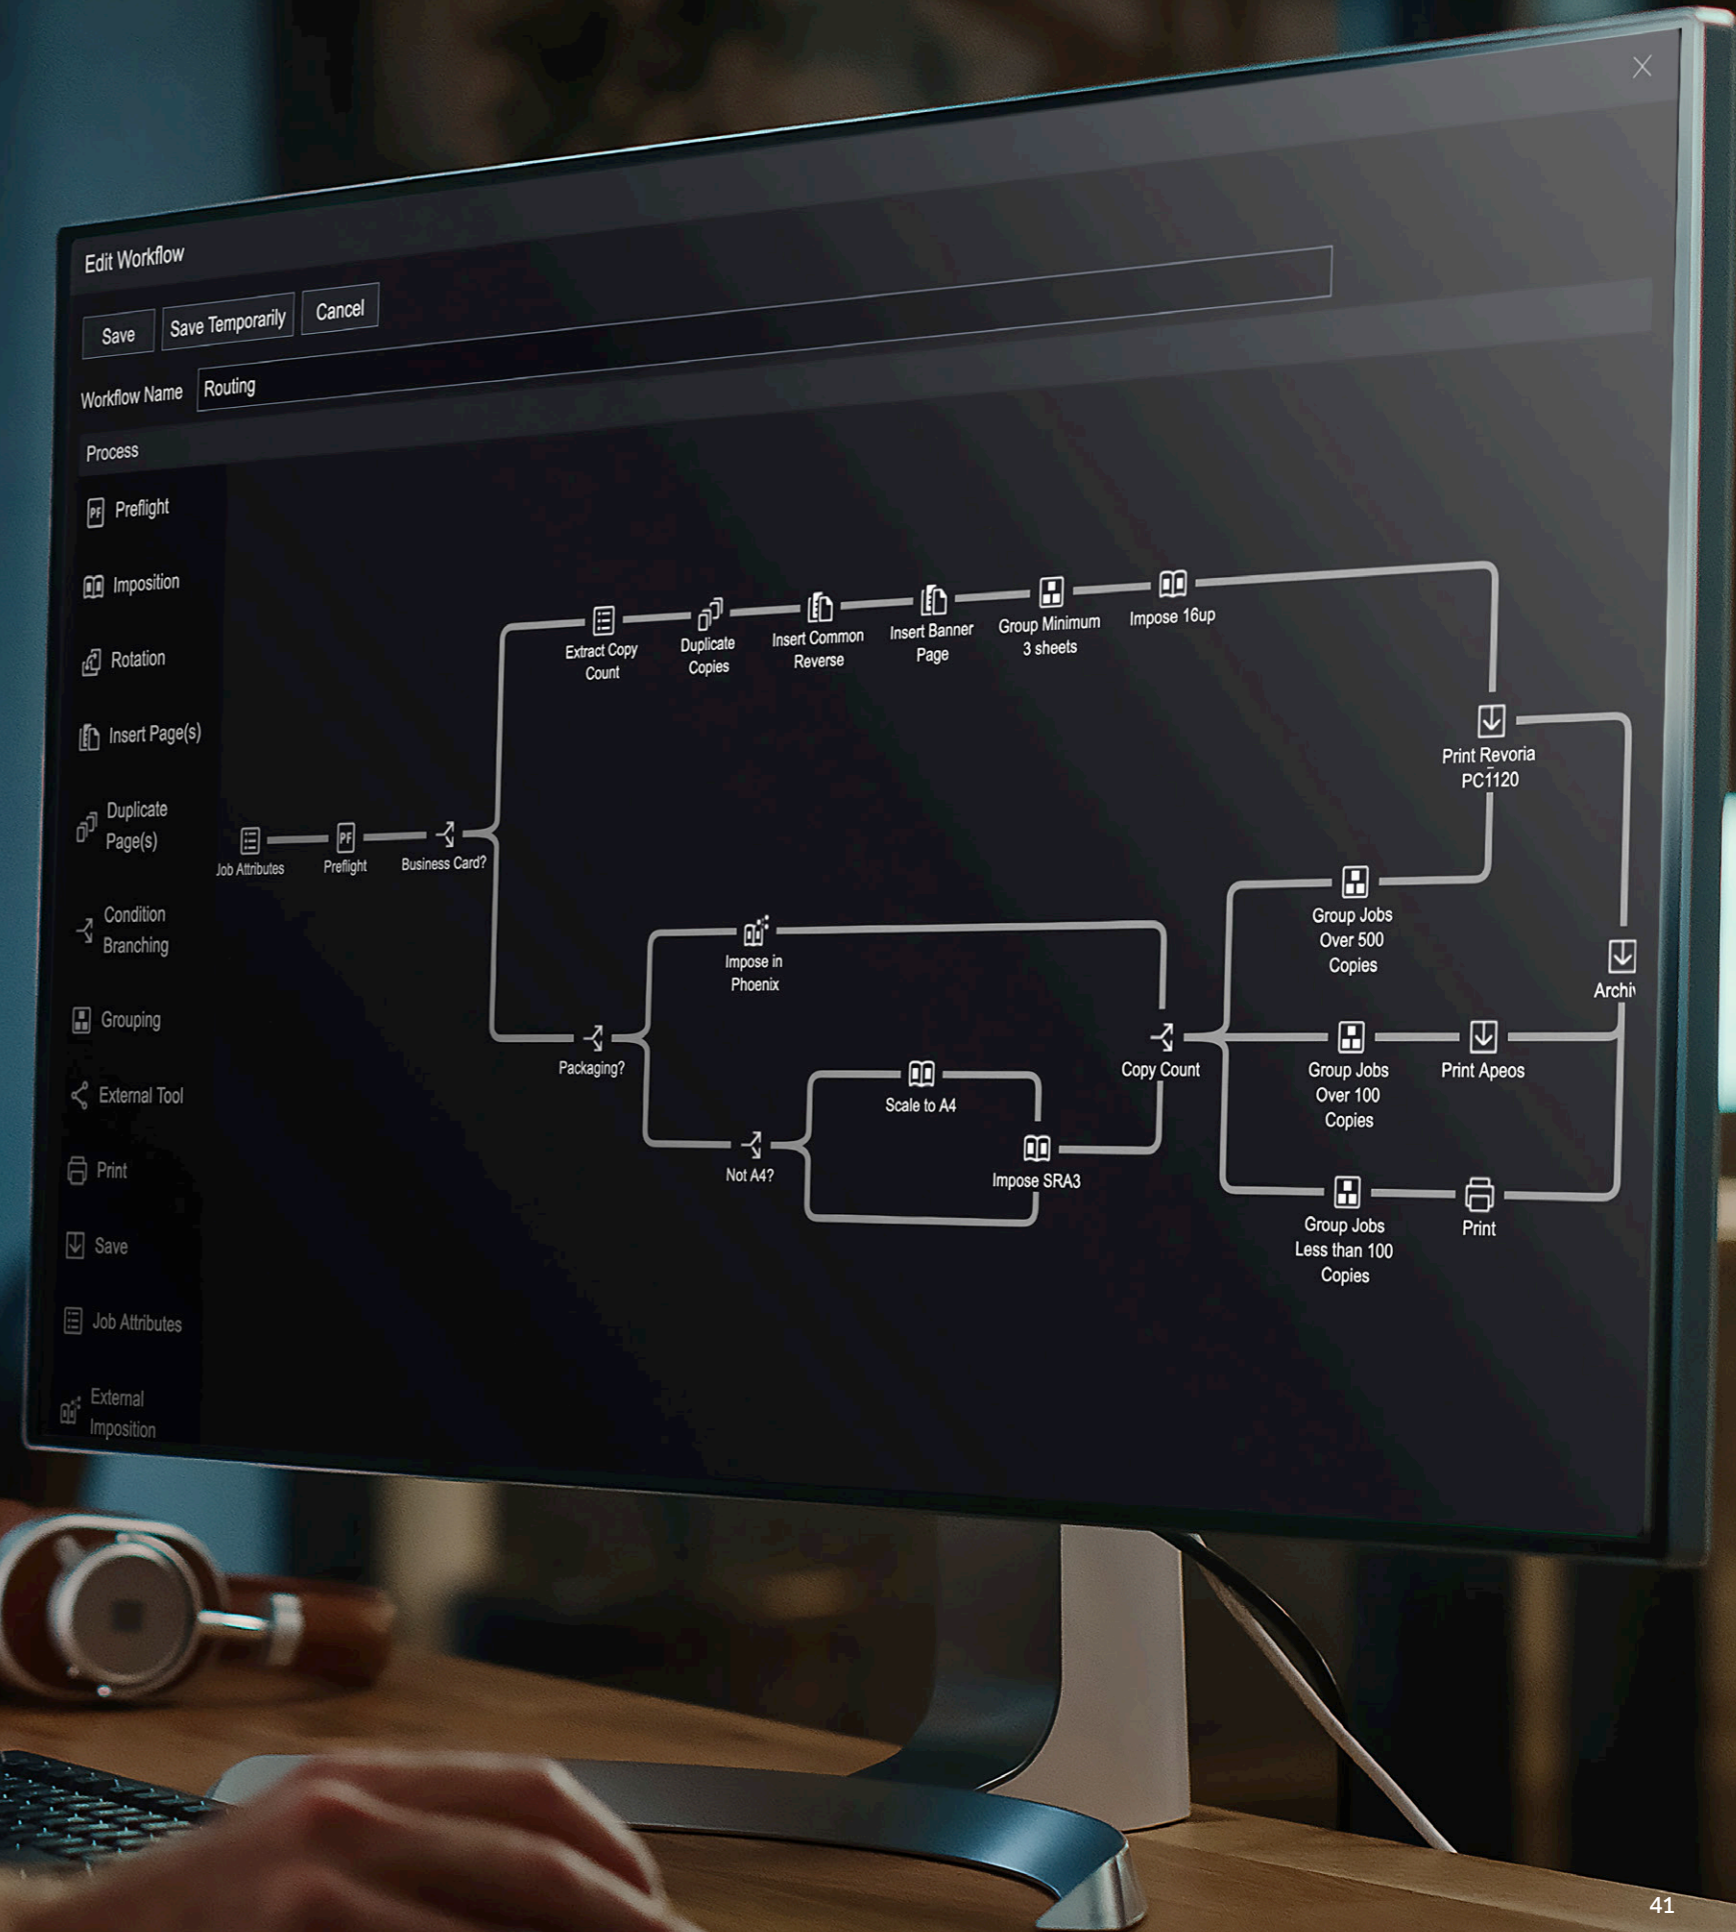 Edit Workflow
Save
Save Temporarily
Cancel
Workflow Name
Routing
Process
Preflight
Imposition
Rotation
Insert Page(s)
Duplicate
Page(s)
Condition
Branching
Grouping
External Tool
Print
Save
Job Attributes
External
Imposition
Job Attributes
PF
Preflight
Business Card?
Extract Copy
Count
Duplicate
Copies
Insert Common
Reverse
Insert Banner
Page
Group Minimum
3 sheets
Impose 16up
Print Revoria
PC1120
Packaging?
Impose in
Phoenix
Not A4?
Scale to A4
Impose SRA3
Copy Count
Group Jobs
Over 500
Copies
Group Jobs
Over 100
Copies
Print Apeos
Group Jobs
Less than 100
Copies
Print
Archiv
41